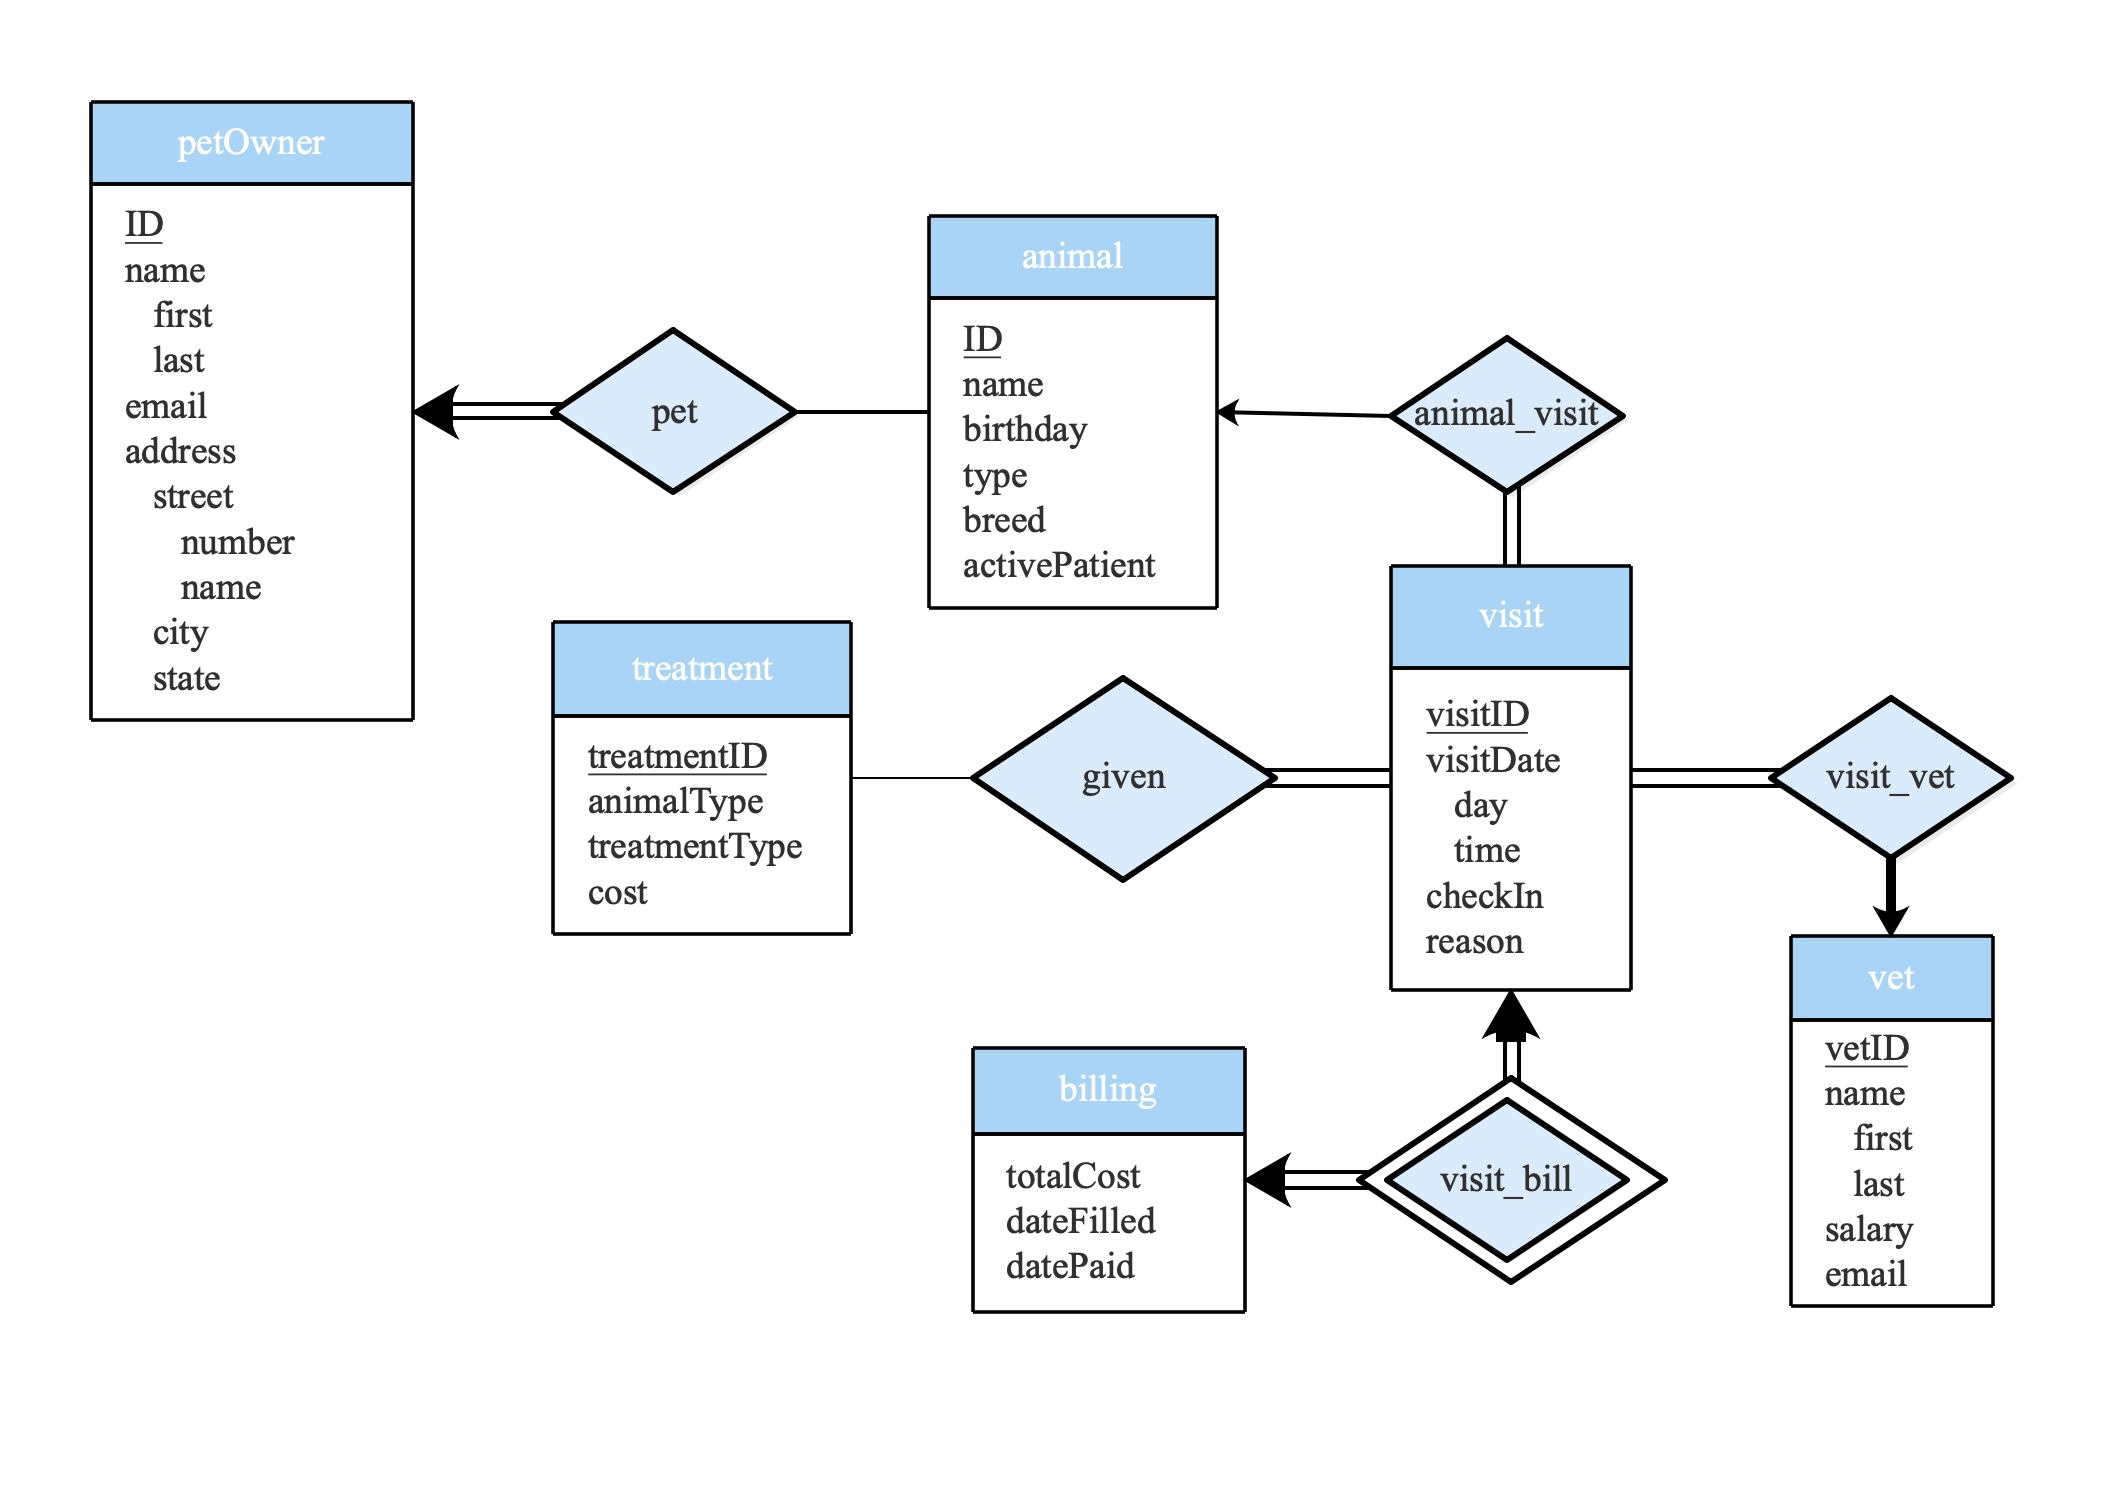 petOwner
ID
name
first
last
email
address
street
number
name
city
state
pet
animal
ID
name
birthday
type
breed
activePatient
animal_visit
treatment
treatmentID
animalType
treatmentType
cost
given
visit
visitID
visitDate
day
time
checkIn
reason
visit_vet
vet
vetID
name
first
last
salary
email
billing
totalCost
dateFilled
datePaid
visit_bill